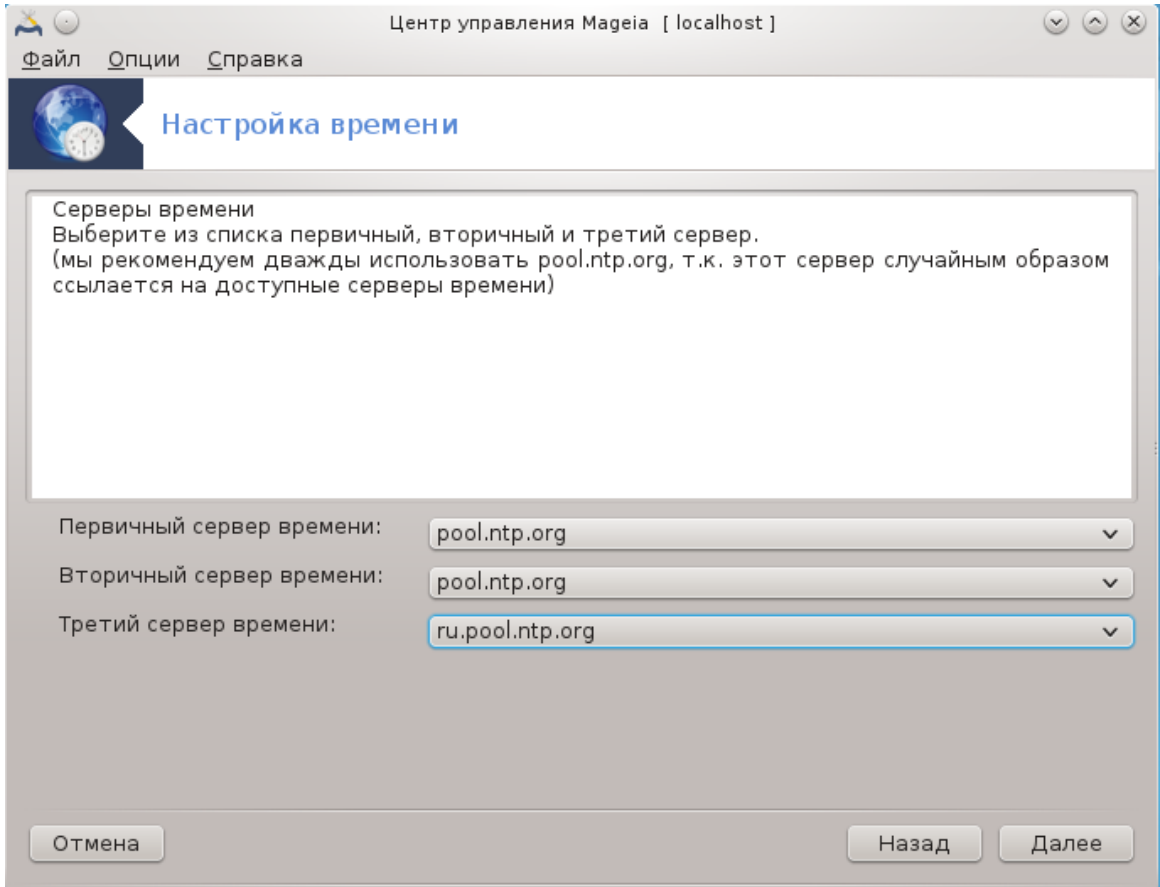 Центр управления Mageia [ localhost ]
Файл Опции Справка
Настройка времени
Серверы времени
Выберите из списка первичный, вторичный и третий сервер.
(мы рекомендуем дважды использовать pool.ntp.org, т.к. этот сервер случайным образом
ссылается на доступные серверы времени)
Первичный сервер времени: pool.ntp.org
Вторичный сервер времени: pool.ntp.org
Третий сервер времени: ru.pool.ntp.org
Отмена Назад Далее